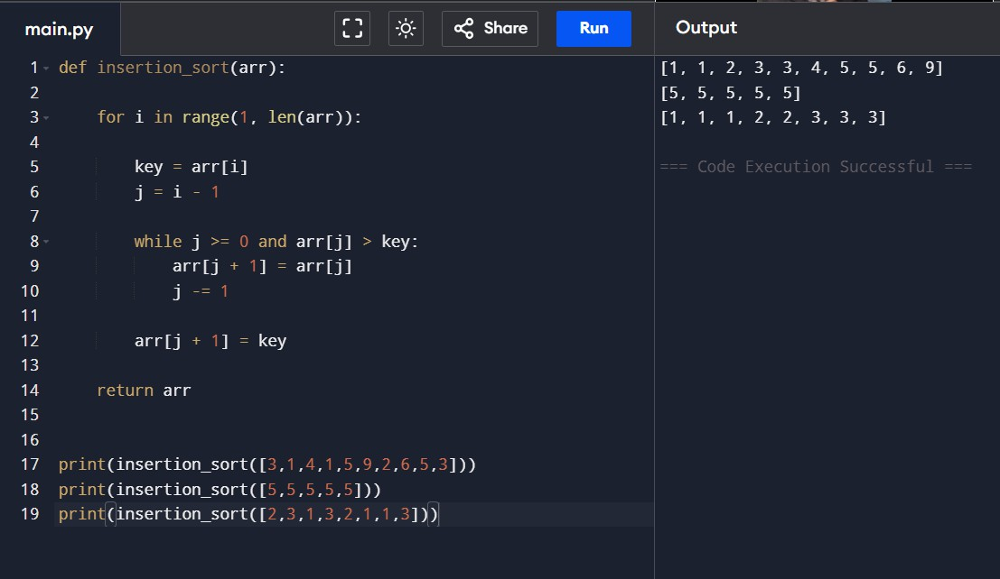 main.py
Share
Run
Output
1 def insertion_sort(arr):
2
3     for i in range(1, len(arr)):
4
5         key = arr[i]
6         j = i - 1
7
8         while j >= 0 and arr[j] > key:
9             arr[j + 1] = arr[j]
10             j -= 1
11
12         arr[j + 1] = key
13
14     return arr
15
16
17 print(insertion_sort([3,1,4,1,5,9,2,6,5,3]))
18 print(insertion_sort([5,5,5,5,5]))
19 print(insertion_sort([2,3,1,3,2,1,1,3]))
[1, 1, 2, 3, 3, 4, 5, 5, 6, 9]
[5, 5, 5, 5, 5]
[1, 1, 1, 2, 2, 3, 3, 3]
=== Code Execution Successful ===